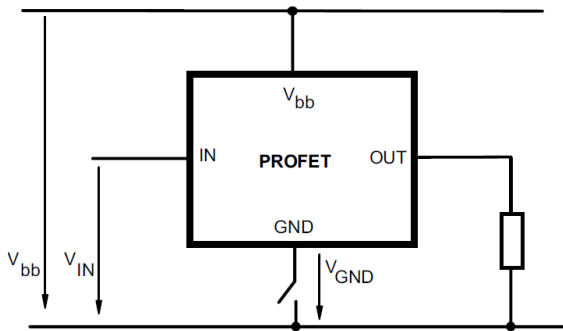 Vbb
IN
PROFET
OUT
GND
Vbb
VIN
VGND